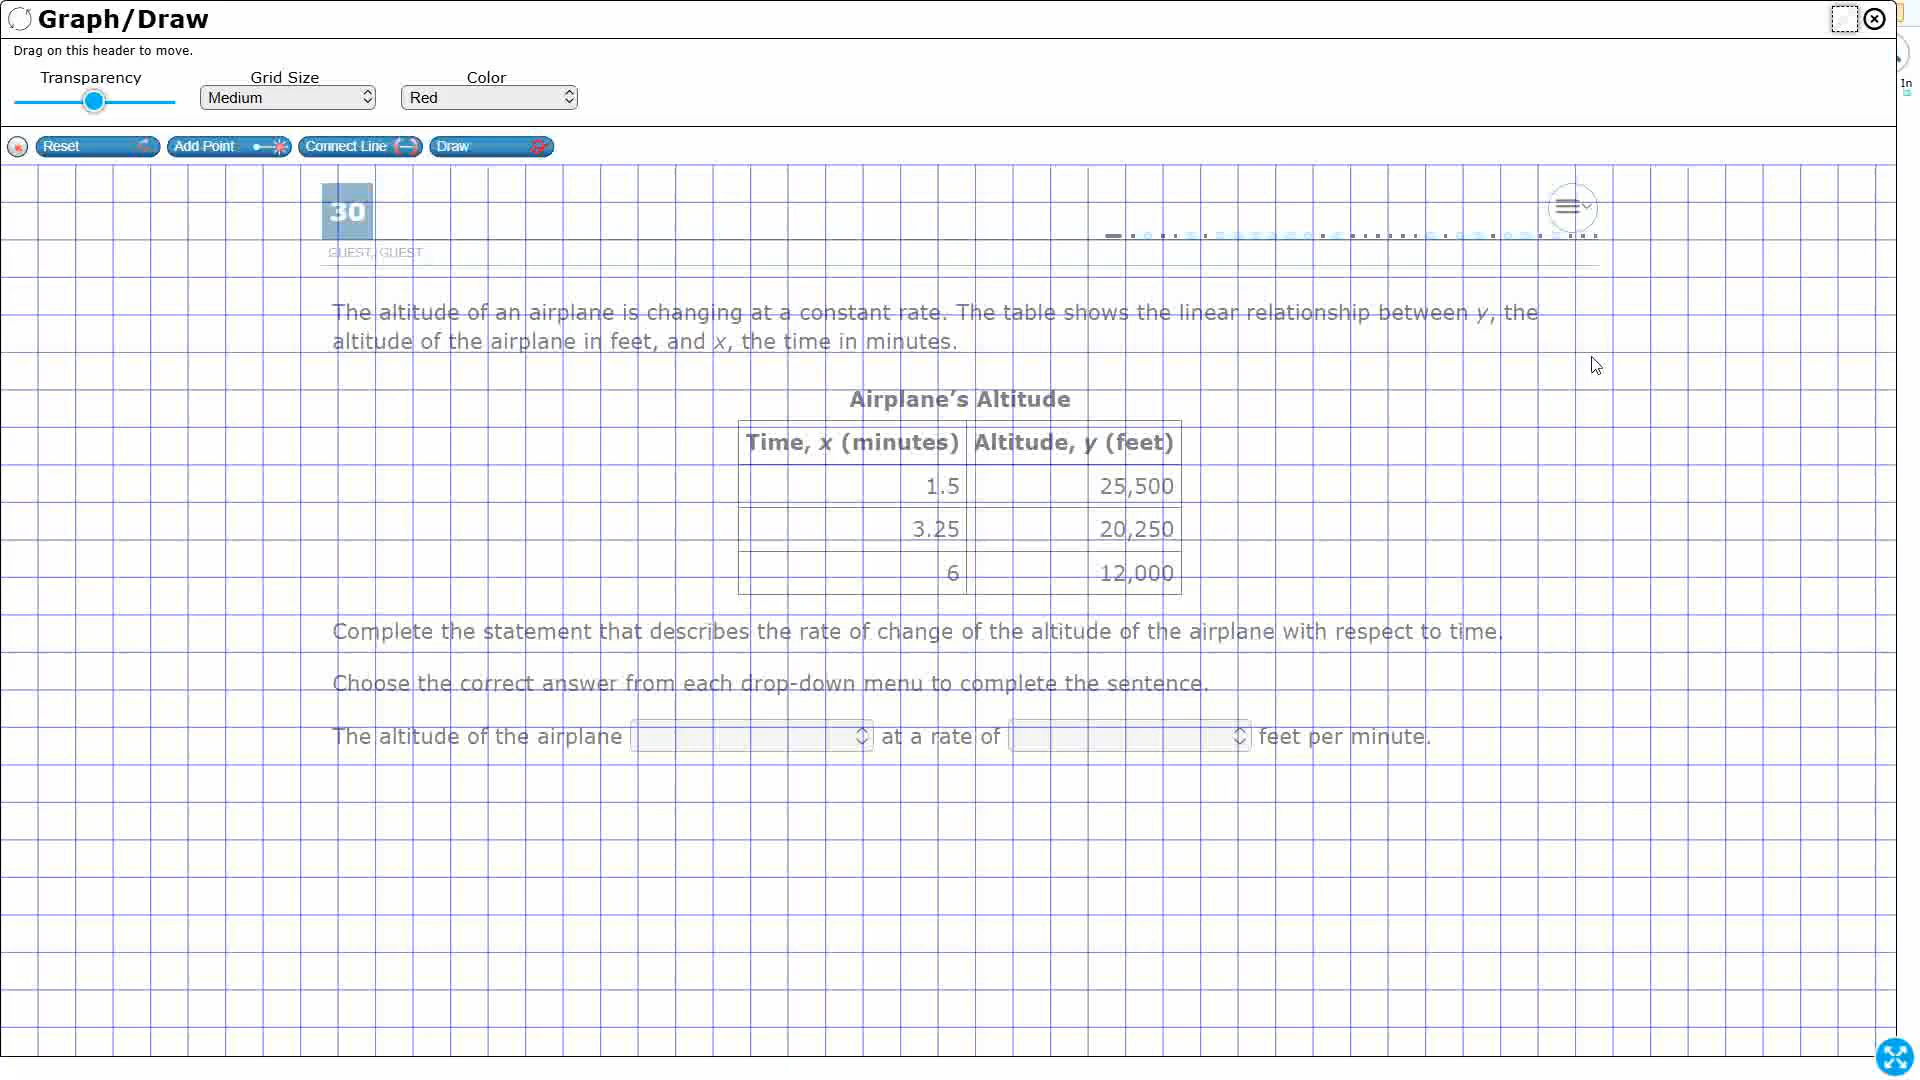 Graph/Draw
Drag on this header to move.
Transparency
Grid Size
Color
Medium
Red
Reset
Add Point
Connect Line
Draw
1n
30
GUEST, GUEST
The altitude of an airplane is changing at a constant rate. The table shows the linear relationship between y, the
altitude of the airplane in feet, and x, the time in minutes.
Airplane’s Altitude
Time, x (minutes) Altitude, y (feet)
1.5 25,500
3.25 20,250
6 12,000
Complete the statement that describes the rate of change of the altitude of the airplane with respect to time.
Choose the correct answer from each drop-down menu to complete the sentence.
The altitude of the airplane at a rate of feet per minute.